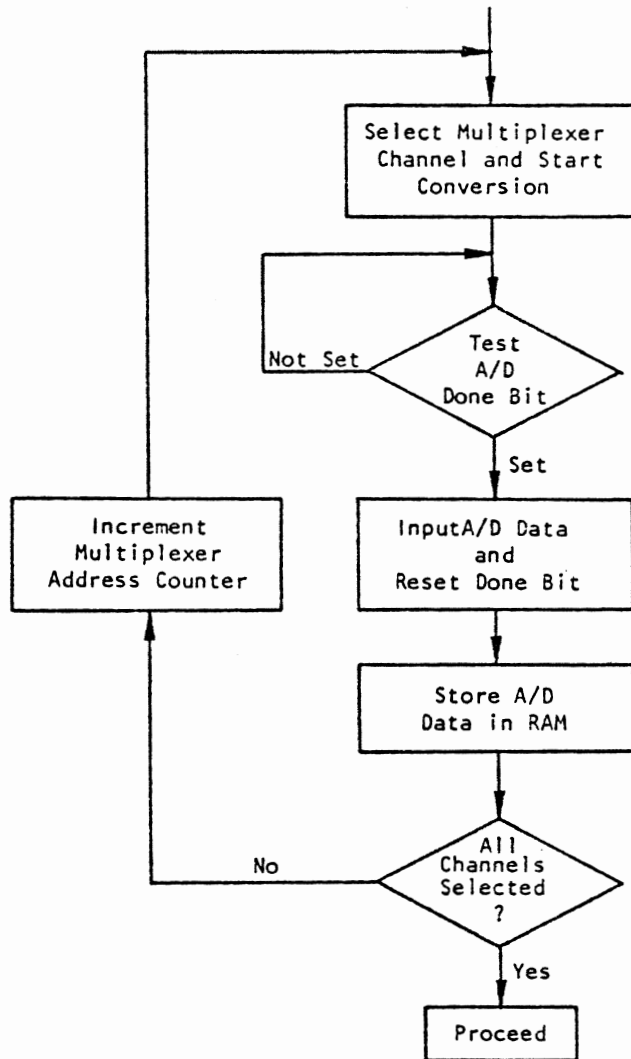 Select Multiplexer
Channel and Start
Conversion
Test
A/D
Done Bit
Not Set
Set
InputA/D Data
and
Reset Done Bit
Increment
Multiplexer
Address Counter
Store A/D
Data in RAM
All
Channels
Selected
?
No
Yes
Proceed